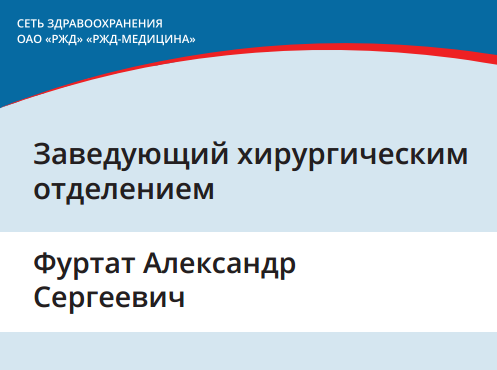 СЕТЬ ЗДРАВООХРАНЕНИЯ
ОАО «РЖД» «РЖД-МЕДИЦИНА»
Заведующий хирургическим
отделением
Фуртат Александр
Сергеевич